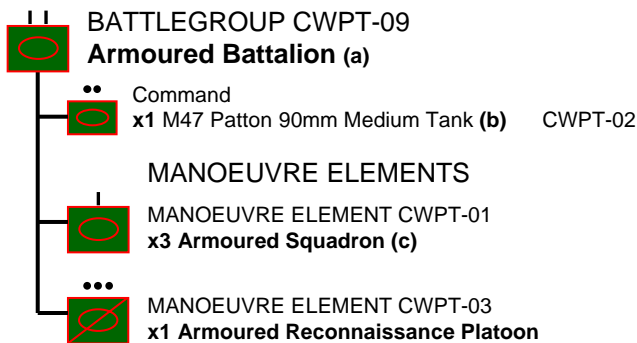 BATTLEGROUP CWPT-09
Armoured Battalion (a)
Command
x1 M47 Patton 90mm Medium Tank (b) CWPT-02
MANOEUVRE ELEMENTS
MANOEUVRE ELEMENT CWPT-01
x3 Armoured Squadron (c)
MANOEUVRE ELEMENT CWPT-03
x1 Armoured Reconnaissance Platoon